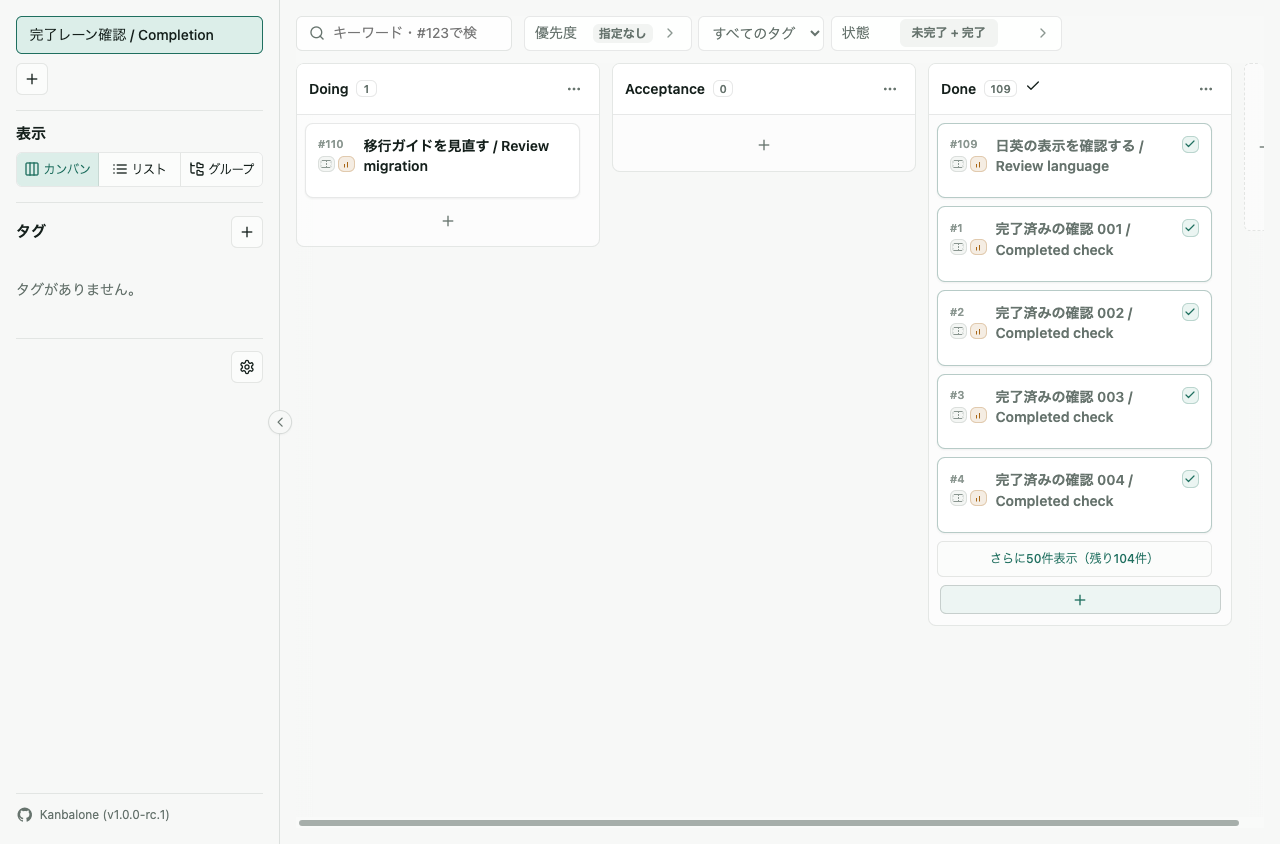 完了レーン確認 / Completion
表示
カンバン
リスト
グループ
タグ
タグがありません。
Kanbalone (v1.0.0-rc.1)
キーワード・#123で検
優先度
指定なし
すべてのタグ
状態
未完了 + 完了
Doing
1
#110
移行ガイドを見直す / Review
migration
Acceptance
0
Done
109
#109
日英の表示を確認する /
Review language
#1
完了済みの確認 001 /
Completed check
#2
完了済みの確認 002 /
Completed check
#3
完了済みの確認 003 /
Completed check
#4
完了済みの確認 004 /
Completed check
さらに50件表示（残り104件）